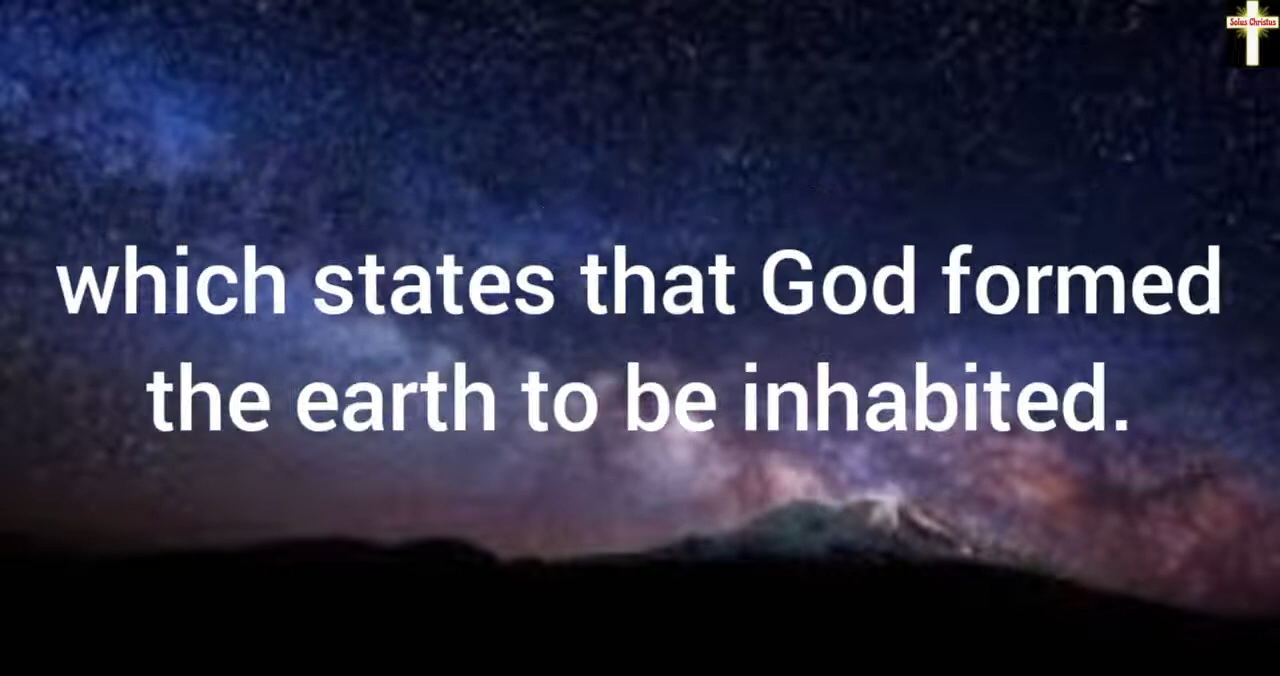 Solus Christus
which states that God formed
the earth to be inhabited.